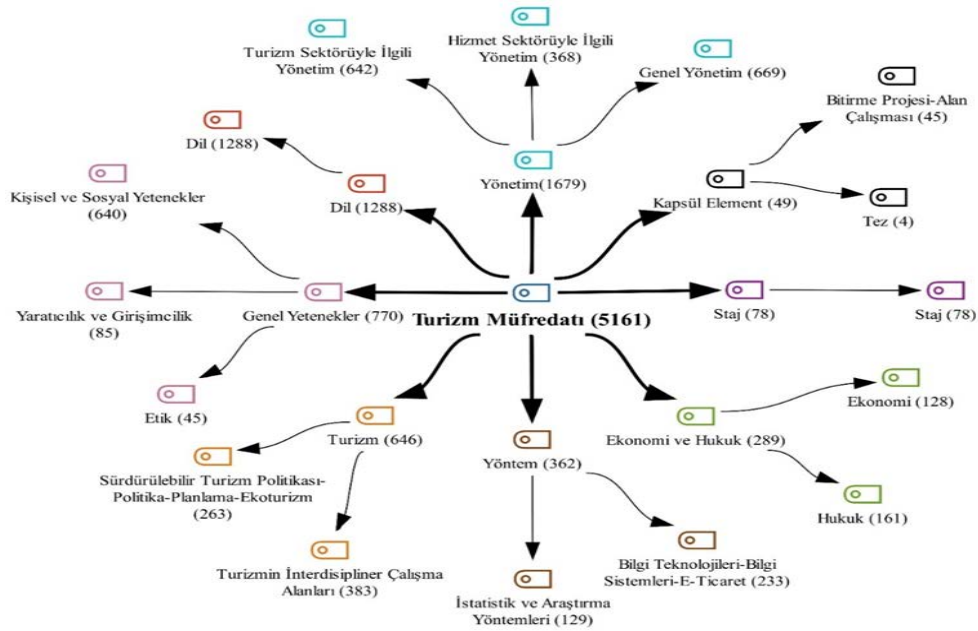 Hizmet Sektörüyle İlgili
Yönetim (368)
Turizm Sektörüyle İlgili
Yönetim (642)
Genel Yönetim (669)
Bitirme Projesi-Alan
Çalışması (45)
Dil (1288)
Yönetim(1679)
Kişisel ve Sosyal Yetenekler
(640)
Dil (1288)
Kapsül Element (49)
Tez (4)
Yaratıcılık ve Girişimcilik
(85)
Genel Yetenekler (770)
Turizm Müfredatı (5161)
Staj (78)
Staj (78)
Etik (45)
Turizm (646)
Yöntem (362)
Ekonomi ve Hukuk (289)
Ekonomi (128)
Sürdürülebilir Turizm Politikası-
Politika-Planlama-Ekoturizm
(263)
Hukuk (161)
Turizmin İnterdisipliner Çalışma
Alanları (383)
İstatistik ve Araştırma
Yöntemleri (129)
Bilgi Teknolojileri-Bilgi
Sistemleri-E-Ticaret (233)